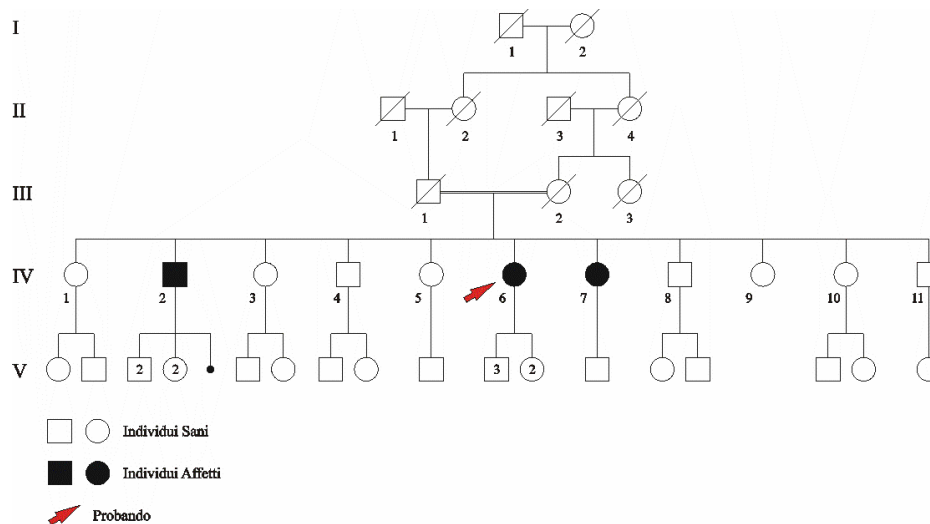 I
1 2
II
1 2 3 4
III
1 2 3
IV
1 2 3 4 5 6 7 8 9 10 11
V
2 2 3 2
Individui Sani
Individui Affetti
Probando